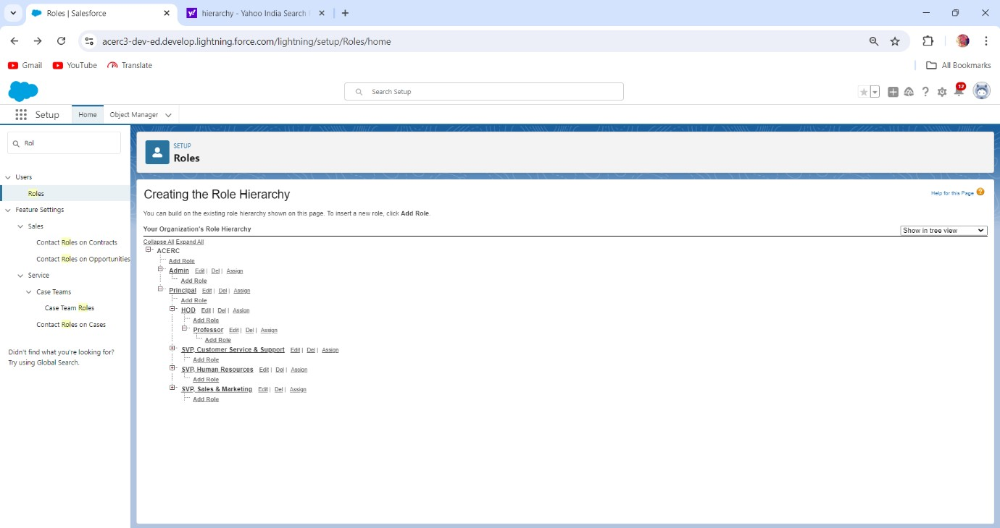 Roles | Salesforce
hierarchy - Yahoo India Search
acerc3-dev-ed.develop.lightning.force.com/lightning/setup/Roles/home
Gmail YouTube Translate All Bookmarks
Search Setup
12
Setup Home Object Manager
Rol
Users
Roles
Feature Settings
Sales
Contact Roles on Contracts
Contact Roles on Opportunities
Service
Case Teams
Case Team Roles
Contact Roles on Cases
Didn't find what you're looking for?
Try using Global Search.
SETUP
Roles
Creating the Role Hierarchy
Help for this Page ?
You can build on the existing role hierarchy shown on this page. To insert a new role, click Add Role.
Your Organization's Role Hierarchy
Show in tree view
Collapse All Expand All
ACERC
Add Role
Admin Edit | Del | Assign
Add Role
Principal Edit | Del | Assign
Add Role
HOD Edit | Del | Assign
Add Role
Professor Edit | Del | Assign
Add Role
SVP, Customer Service & Support Edit | Del | Assign
Add Role
SVP, Human Resources Edit | Del | Assign
Add Role
SVP, Sales & Marketing Edit | Del | Assign
Add Role